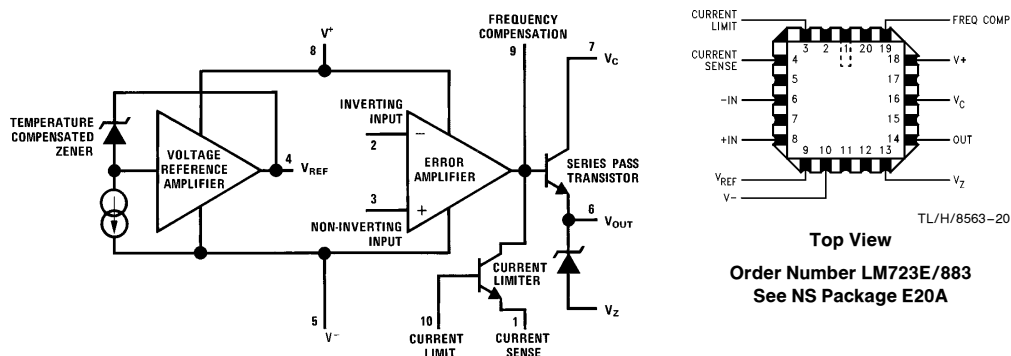 FREQUENCY
COMPENSATION
9
V+
8
7
VC
INVERTING
INPUT
2
−
TEMPERATURE
COMPENSATED
ZENER
VOLTAGE
REFERENCE
AMPLIFIER
4
VREF
ERROR
AMPLIFIER
SERIES PASS
TRANSISTOR
3
+
NON-INVERTING
INPUT
6
VOUT
CURRENT
LIMITER
VZ
5
V−
10
CURRENT
LIMIT
1
CURRENT
SENSE
CURRENT
LIMIT
FREQ COMP
3 2 1 20 19
CURRENT
SENSE
4
18
V+
5
17
-IN
6
16
VC
7
15
+IN
8
14
OUT
9 10 11 12 13
VREF
V-
VZ
TL/H/8563-20
Top View
Order Number LM723E/883
See NS Package E20A